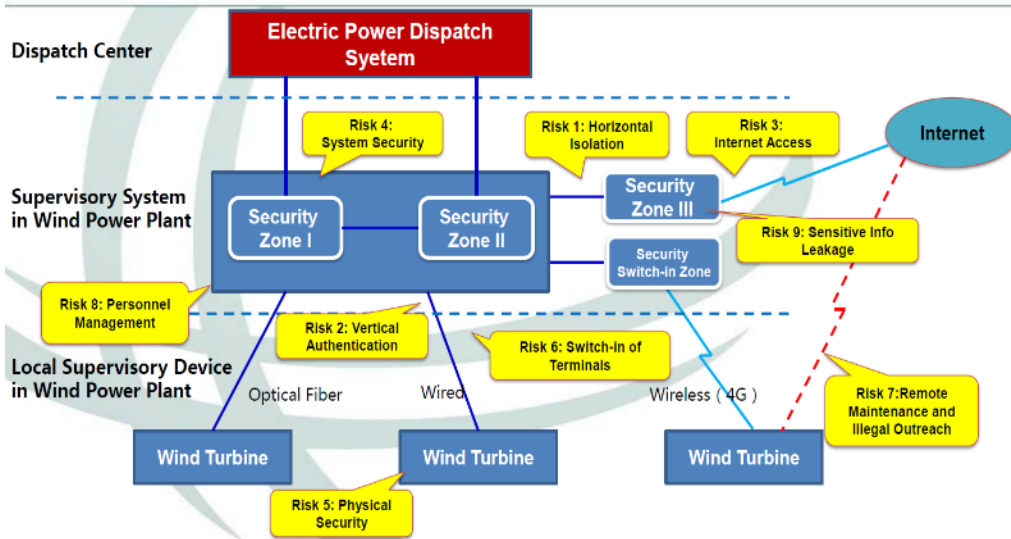 Electric Power Dispatch
Syetem
Dispatch Center
Risk 4:
System Security
Risk 1: Horizontal
Isolation
Risk 3:
Internet Access
Internet
Supervisory System
in Wind Power Plant
Security
Zone I
Security
Zone II
Security
Zone III
Risk 9: Sensitive Info
Leakage
Security
Switch-in Zone
Risk 8: Personnel
Management
Risk 2: Vertical
Authentication
Risk 6: Switch-in of
Terminals
Local Supervisory Device
in Wind Power Plant
Optical Fiber
Wired
Wireless（4G）
Risk 7:Remote
Maintenance and
Illegal Outreach
Wind Turbine
Wind Turbine
Wind Turbine
Risk 5: Physical
Security